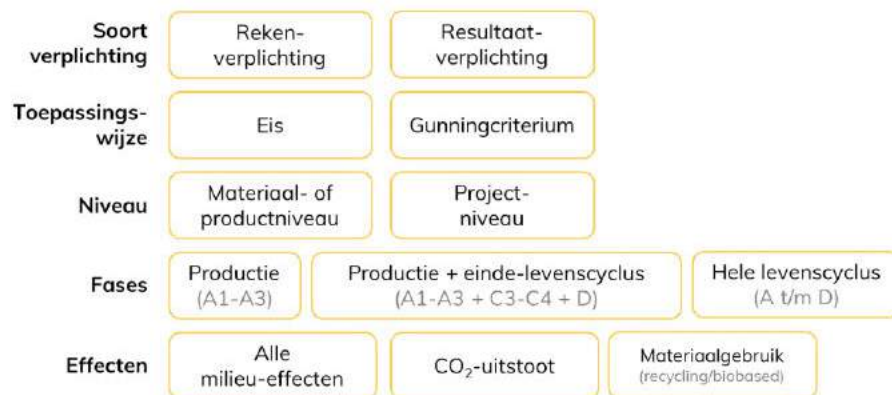 Soort
verplichting
Reken-
verplichting
Resultaat-
verplichting
Toepassings-
wijze
Eis
Gunningcriterium
Niveau
Materiaal- of
productniveau
Project-
niveau
Fases
Productie
(A1-A3)
Productie + einde-levenscyclus
(A1-A3 + C3-C4 + D)
Hele levenscyclus
(A t/m D)
Effecten
Alle
milieu-effecten
CO₂-uitstoot
Materiaalgebruik
(recycling/biobased)